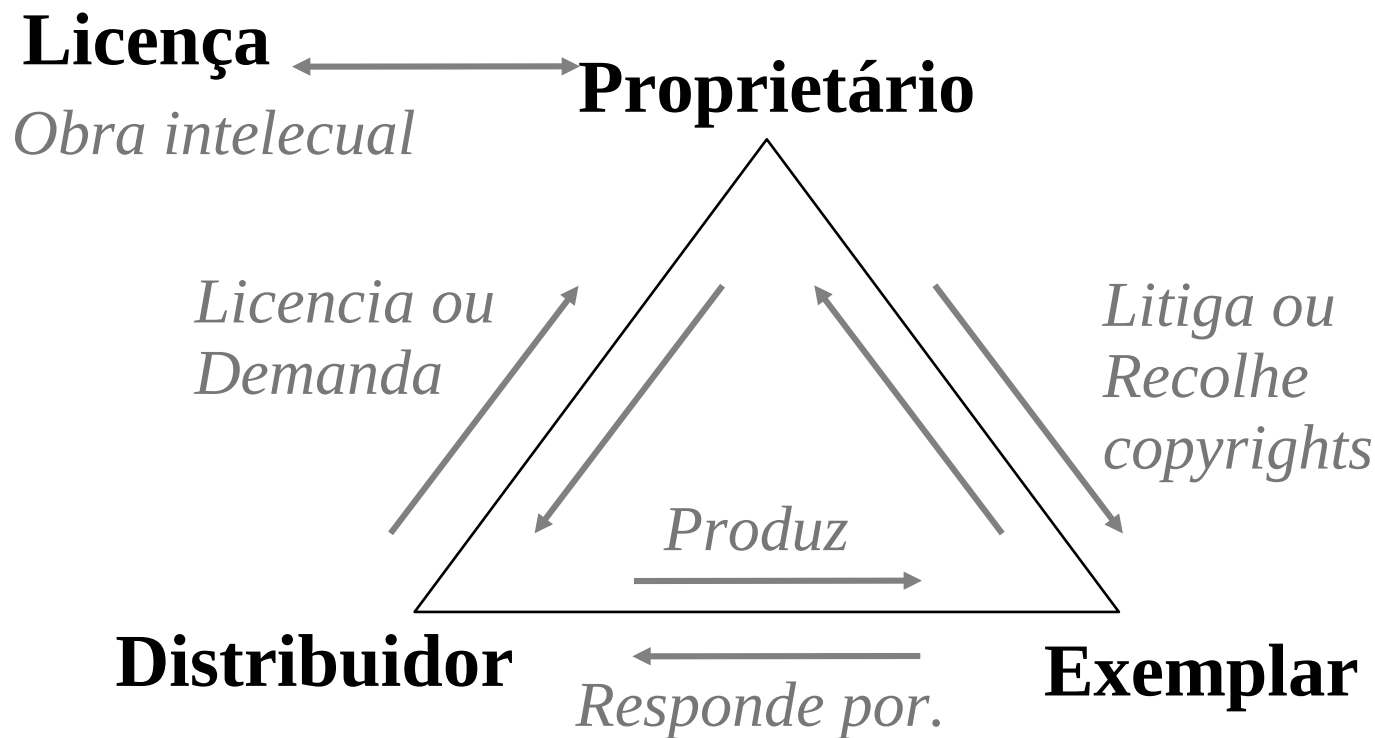 Licença
Proprietário
Obra intelecual
Licencia ou
Demanda
Litiga ou
Recolhe
copyrights
Produz
Distribuidor
Exemplar
Responde por.